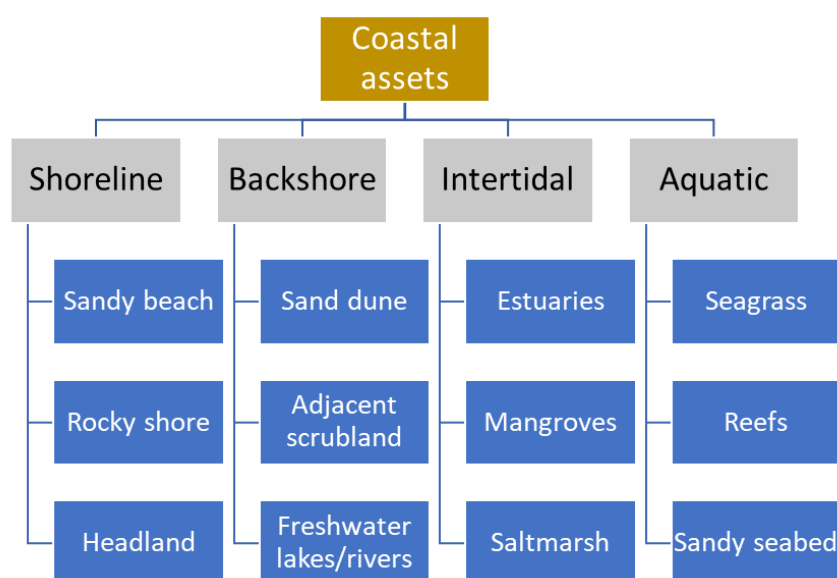 Coastal
assets
Shoreline
Backshore
Intertidal
Aquatic
Sandy beach
Sand dune
Estuaries
Seagrass
Rocky shore
Adjacent
scrubland
Mangroves
Reefs
Headland
Freshwater
lakes/rivers
Saltmarsh
Sandy seabed